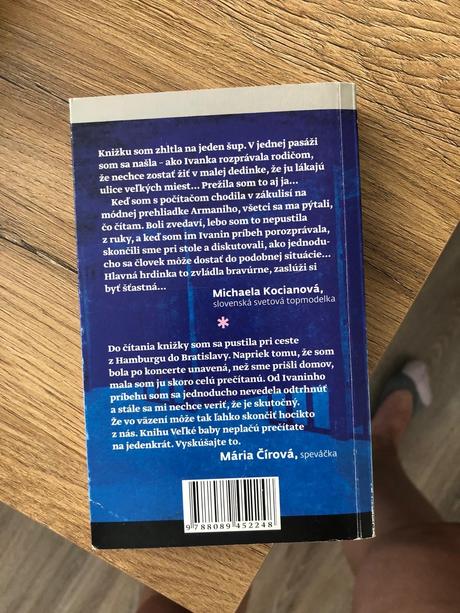 Knižku som zhltla na jeden šup. V jednej pasáži
som sa našla – ako Ivanka rozprávala rodičom,
že nechce zostať žiť v malej dedinke, že ju lákajú
ulice veľkých miest... Prežila som to aj ja...
Keď som s počítačom chodila v zákulisí na
módnej prehliadke Armaniho, všetci sa ma pýtali,
čo čítam. Boli zvedaví, lebo som to nepustila
z ruky, a keď som im Ivanin príbeh porozprávala,
skončili sme pri stole a diskutovali, ako jednodu-
cho sa človek môže dostať do podobnej situácie...
Hlavná hrdinka to zvládla bravúrne, zaslúži si
byť šťastná...
Michaela Kocianová,
slovenská svetová topmodelka
*
Do čítania knižky som sa pustila pri ceste
z Hamburgu do Bratislavy. Napriek tomu, že som
bola po koncerte unavená, než sme prišli domov,
mala som ju skoro celú prečítanú. Od Ivaninho
príbehu som sa jednoducho nevedela odtrhnúť
a stále sa mi nechce veriť, že je skutočný.
Že vo väzení môže tak ľahko skončiť hocikto
z nás. Knihu Veľké baby neplačú prečítate
na jedenkrát. Vyskúšajte to.
Mária Čírová, speváčka
9788089452248